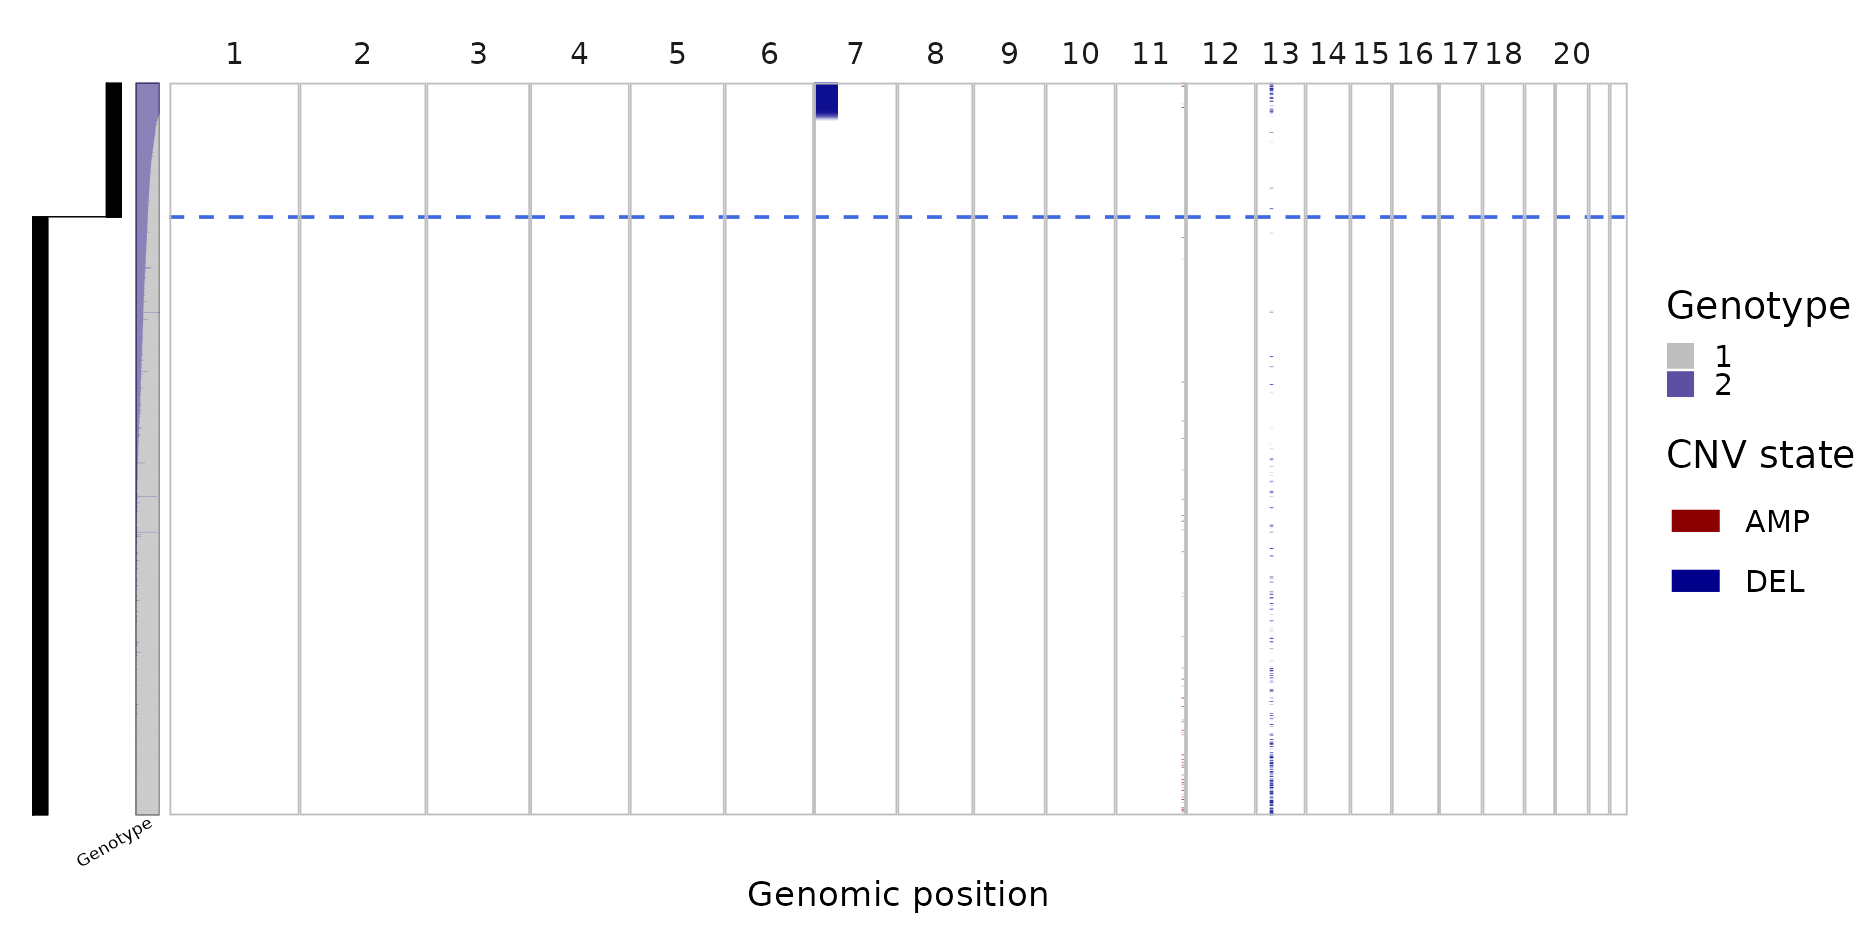 1 2 3 4 5 6 7 8 9 10 11 12 13 14 15 16 17 18 20
Genotype
1
2
CNV state
AMP
DEL
Genotype
Genomic position